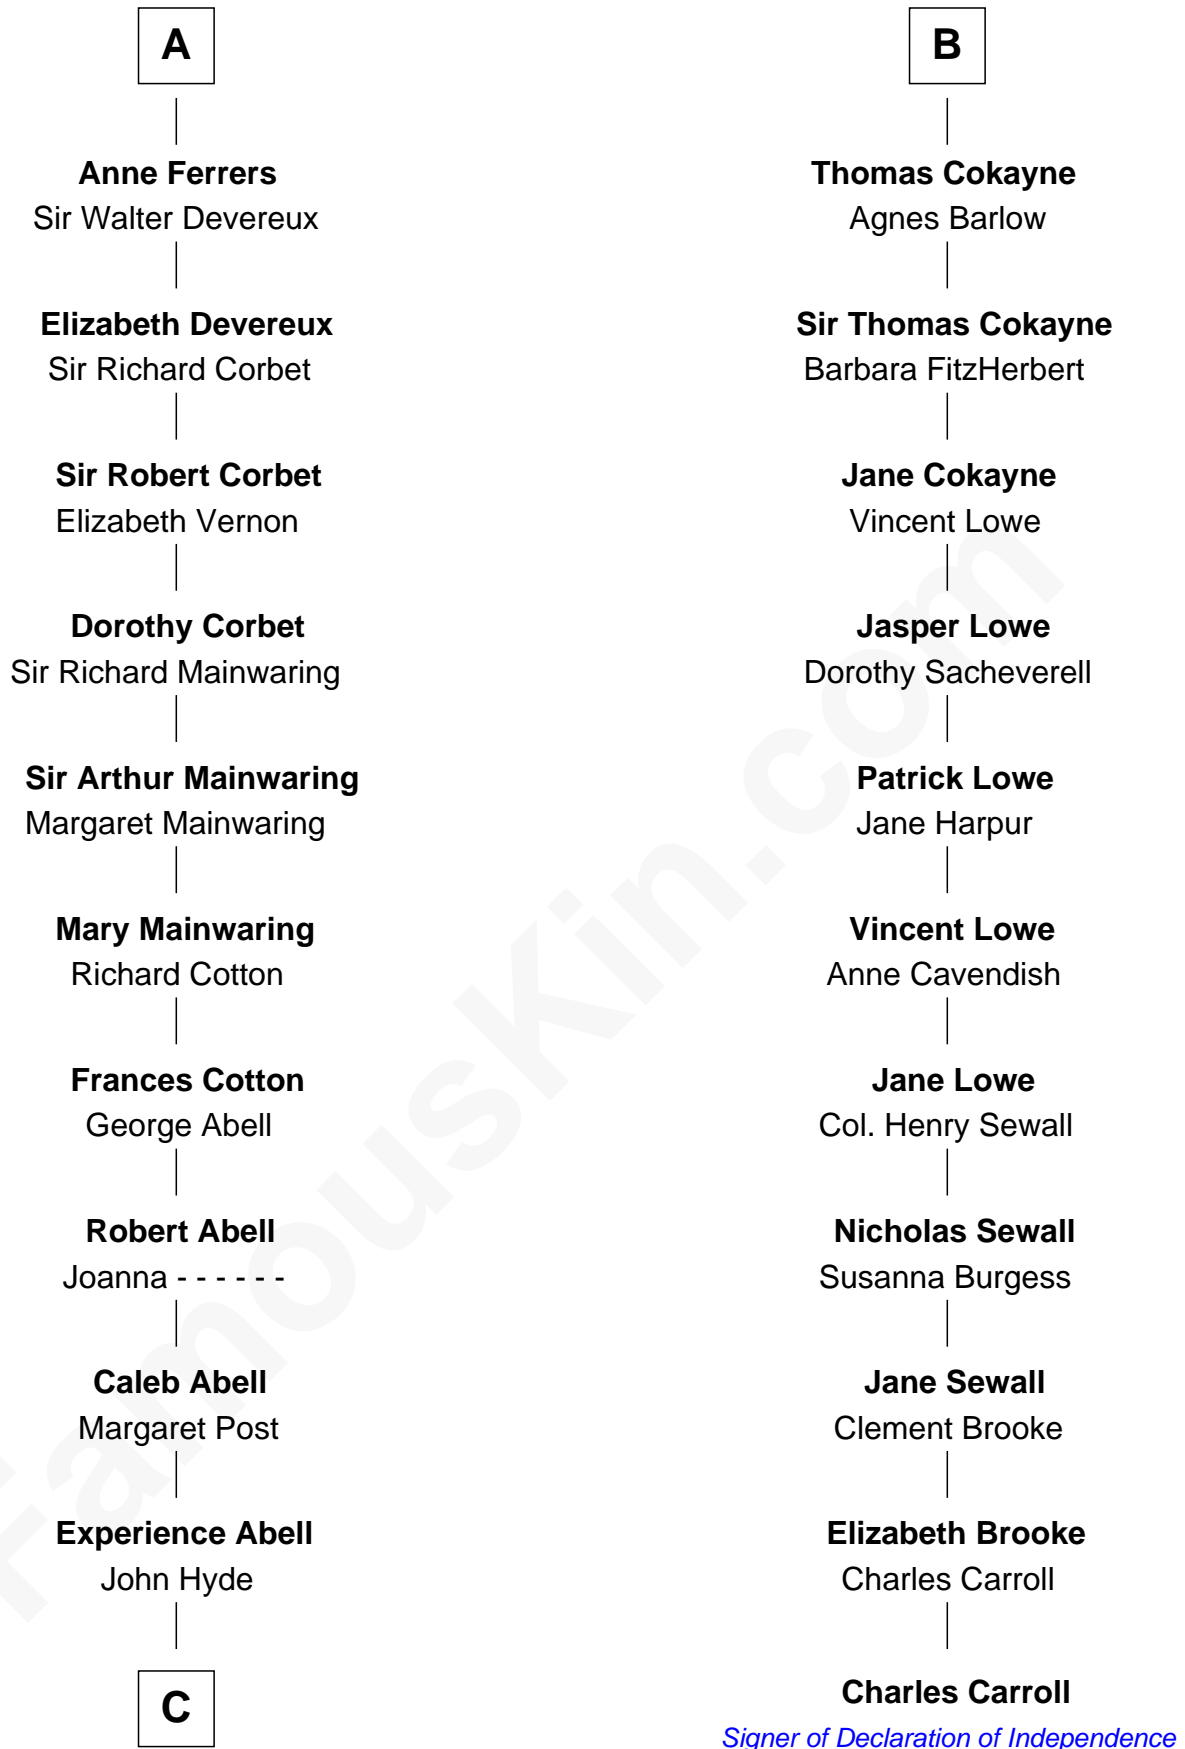 A
Anne Ferrers
Sir Walter Devereux
Elizabeth Devereux
Sir Richard Corbet
Sir Robert Corbet
Elizabeth Vernon
Dorothy Corbet
Sir Richard Mainwaring
Sir Arthur Mainwaring
Margaret Mainwaring
Mary Mainwaring
Richard Cotton
Frances Cotton
George Abell
Robert Abell
Joanna - - - - - -
Caleb Abell
Margaret Post
Experience Abell
John Hyde
C
B
Thomas Cokayne
Agnes Barlow
Sir Thomas Cokayne
Barbara FitzHerbert
Jane Cokayne
Vincent Lowe
Jasper Lowe
Dorothy Sacheverell
Patrick Lowe
Jane Harpur
Vincent Lowe
Anne Cavendish
Jane Lowe
Col. Henry Sewall
Nicholas Sewall
Susanna Burgess
Jane Sewall
Clement Brooke
Elizabeth Brooke
Charles Carroll
Charles Carroll
Signer of Declaration of Independence
FamousKin.com